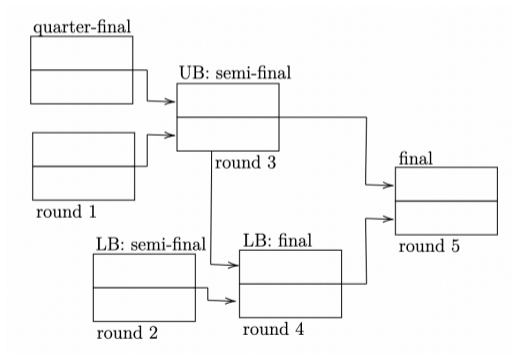 quarter-final
UB: semi-final
round 3
final
round 1
round 5
LB: semi-final
LB: final
round 2
round 4